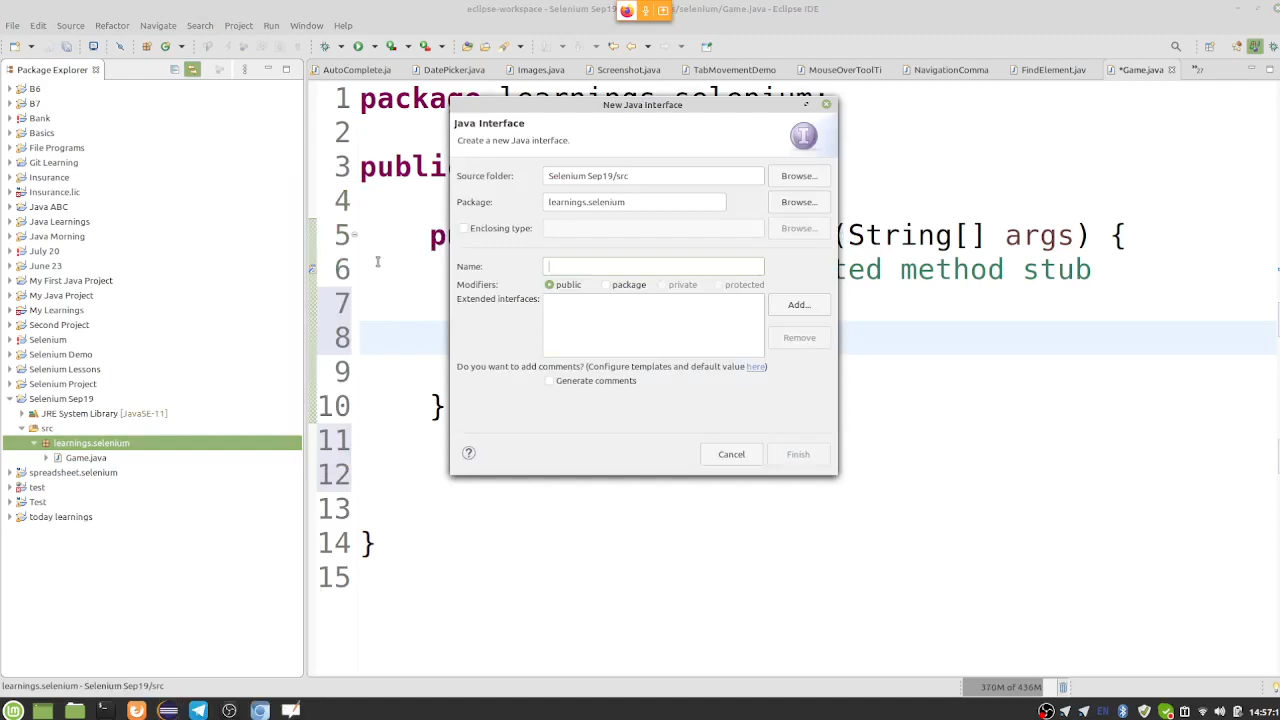 eclipse-workspace - Selenium Sep19
s/selenium/Game.java - Eclipse IDE
File Edit Source Refactor Navigate Search Project Run Window Help
Package Explorer
AutoComplete.ja
DatePicker.java
Images.java
Screenshot.java
TabMovementDemo
MouseOverToolTi
NavigationComma
FindElement.jav
*Game.java
27
B6
B7
Bank
Basics
File Programs
Git Learning
Insurance
Insurance.lic
Java ABC
Java Learnings
Java Morning
July 20
June 23
My First Java Project
My Java Project
My Learnings
Second Project
Selenium
Selenium Demo
Selenium Lessons
Selenium Project
Selenium Sep19
JRE System Library [JavaSE-11]
src
learnings.selenium
Game.java
spreadsheet.selenium
test
Test
today learnings
1 package learnings.selenium;
2
3 publi
4
5 p (String[] args) {
6 ted method stub
7
8
9
10 }
11
12
13
14 }
15
New Java Interface
Java Interface
Create a new Java interface.
I
Source folder: Selenium Sep19/src Browse...
Package: learnings.selenium Browse...
Enclosing type: Browse...
Name:
Modifiers: public package private protected
Extended interfaces: Add...
Remove
Do you want to add comments? (Configure templates and default value here)
Generate comments
? Cancel Finish
learnings.selenium - Selenium Sep19/src
370M of 436M
EN
14:57:1